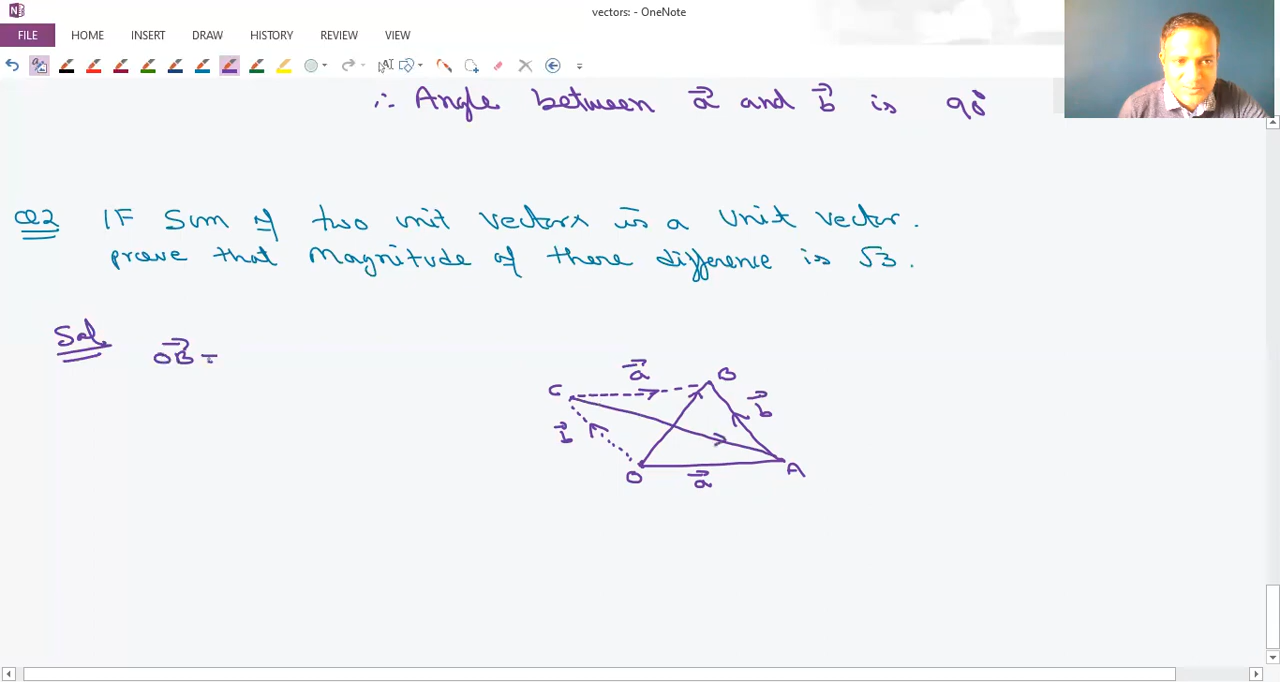 vectors: - OneNote
FILE HOME INSERT DRAW HISTORY REVIEW VIEW
∴ Angle between a⃗ and b⃗ is 90°
Q2 IF Sum of two unit vectors is a Unit vector.
prove that Magnitude of there difference is √3.
Sol. OB⃗ =
a⃗ B
C b⃗
b⃗
O a⃗ A